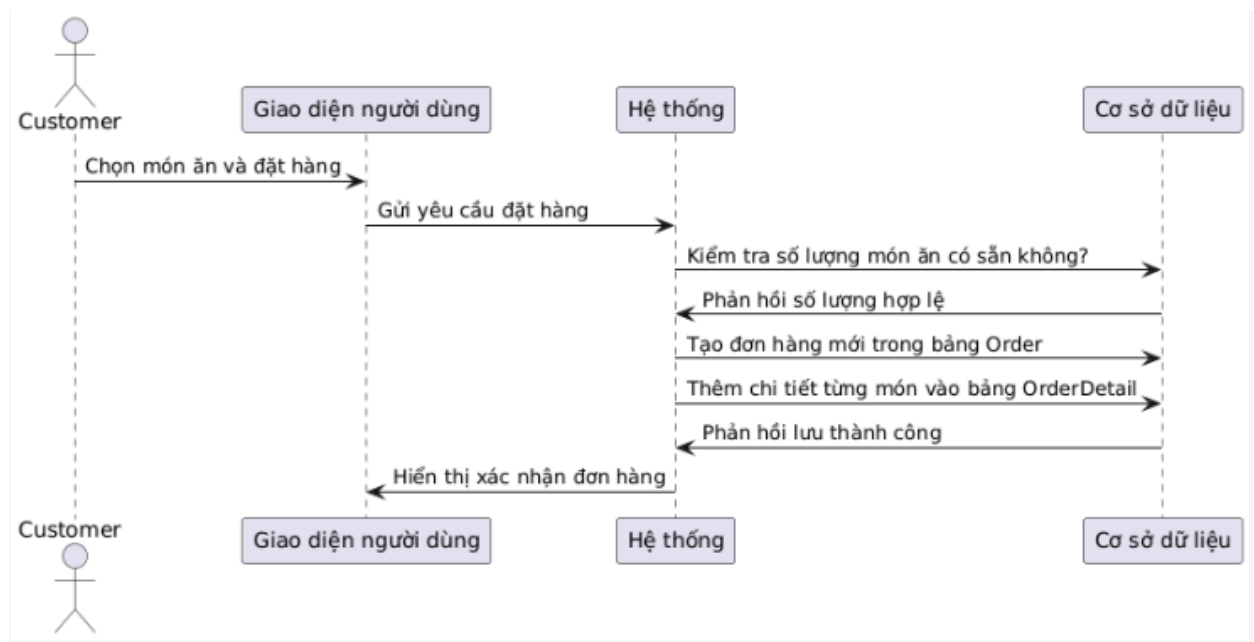 Customer
Giao diện người dùng
Hệ thống
Cơ sở dữ liệu
Chọn món ăn và đặt hàng
Gửi yêu cầu đặt hàng
Kiểm tra số lượng món ăn có sẵn không?
Phản hồi số lượng hợp lệ
Tạo đơn hàng mới trong bảng Order
Thêm chi tiết từng món vào bảng OrderDetail
Phản hồi lưu thành công
Hiển thị xác nhận đơn hàng
Customer
Giao diện người dùng
Hệ thống
Cơ sở dữ liệu